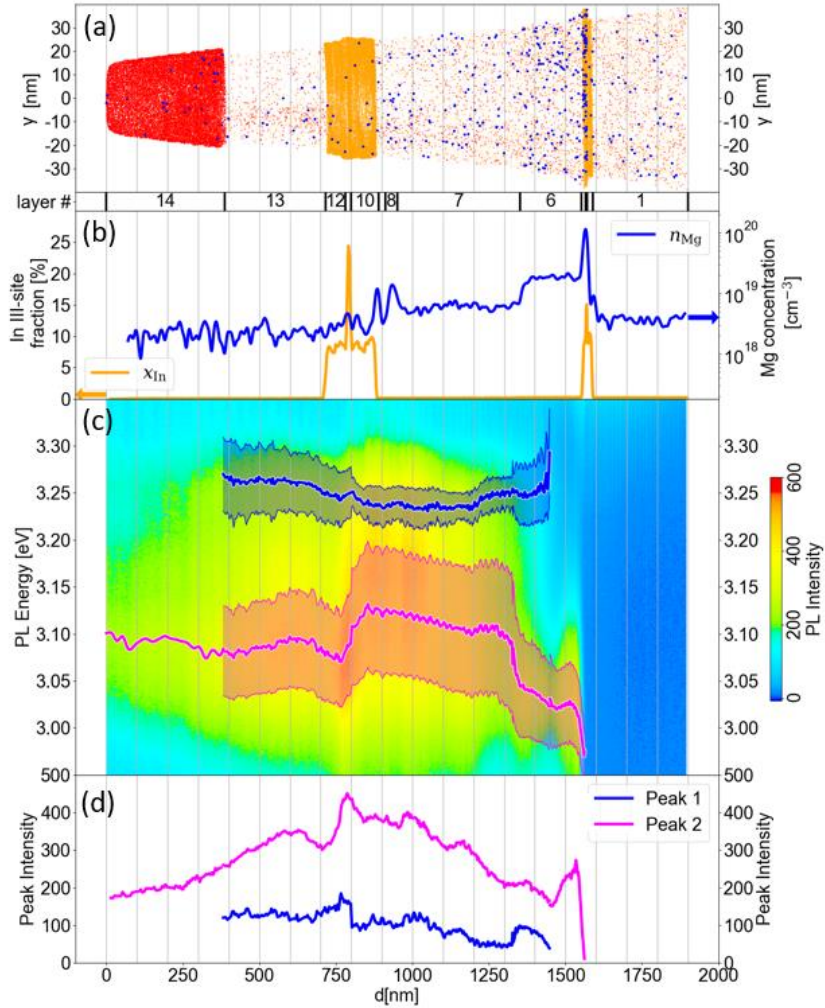 (a)
30
20
10
0
-10
-20
-30
y [nm]
30
20
10
0
-10
-20
-30
y [nm]
layer # 14 13 12 10 8 7 6 1
(b)
25
20
15
10
5
0
In III-site
fraction [%]
n_Mg
x_In
10^20
10^19
10^18
Mg concentration
[cm^−3]
(c)
3.30
3.25
3.20
3.15
3.10
3.05
3.00
PL Energy [eV]
3.30
3.25
3.20
3.15
3.10
3.05
3.00
600
400
200
0
PL Intensity
(d)
500
400
300
200
100
0
Peak Intensity
Peak 1
Peak 2
500
400
300
200
100
0
Peak Intensity
0 250 500 750 1000 1250 1500 1750 2000
d[nm]